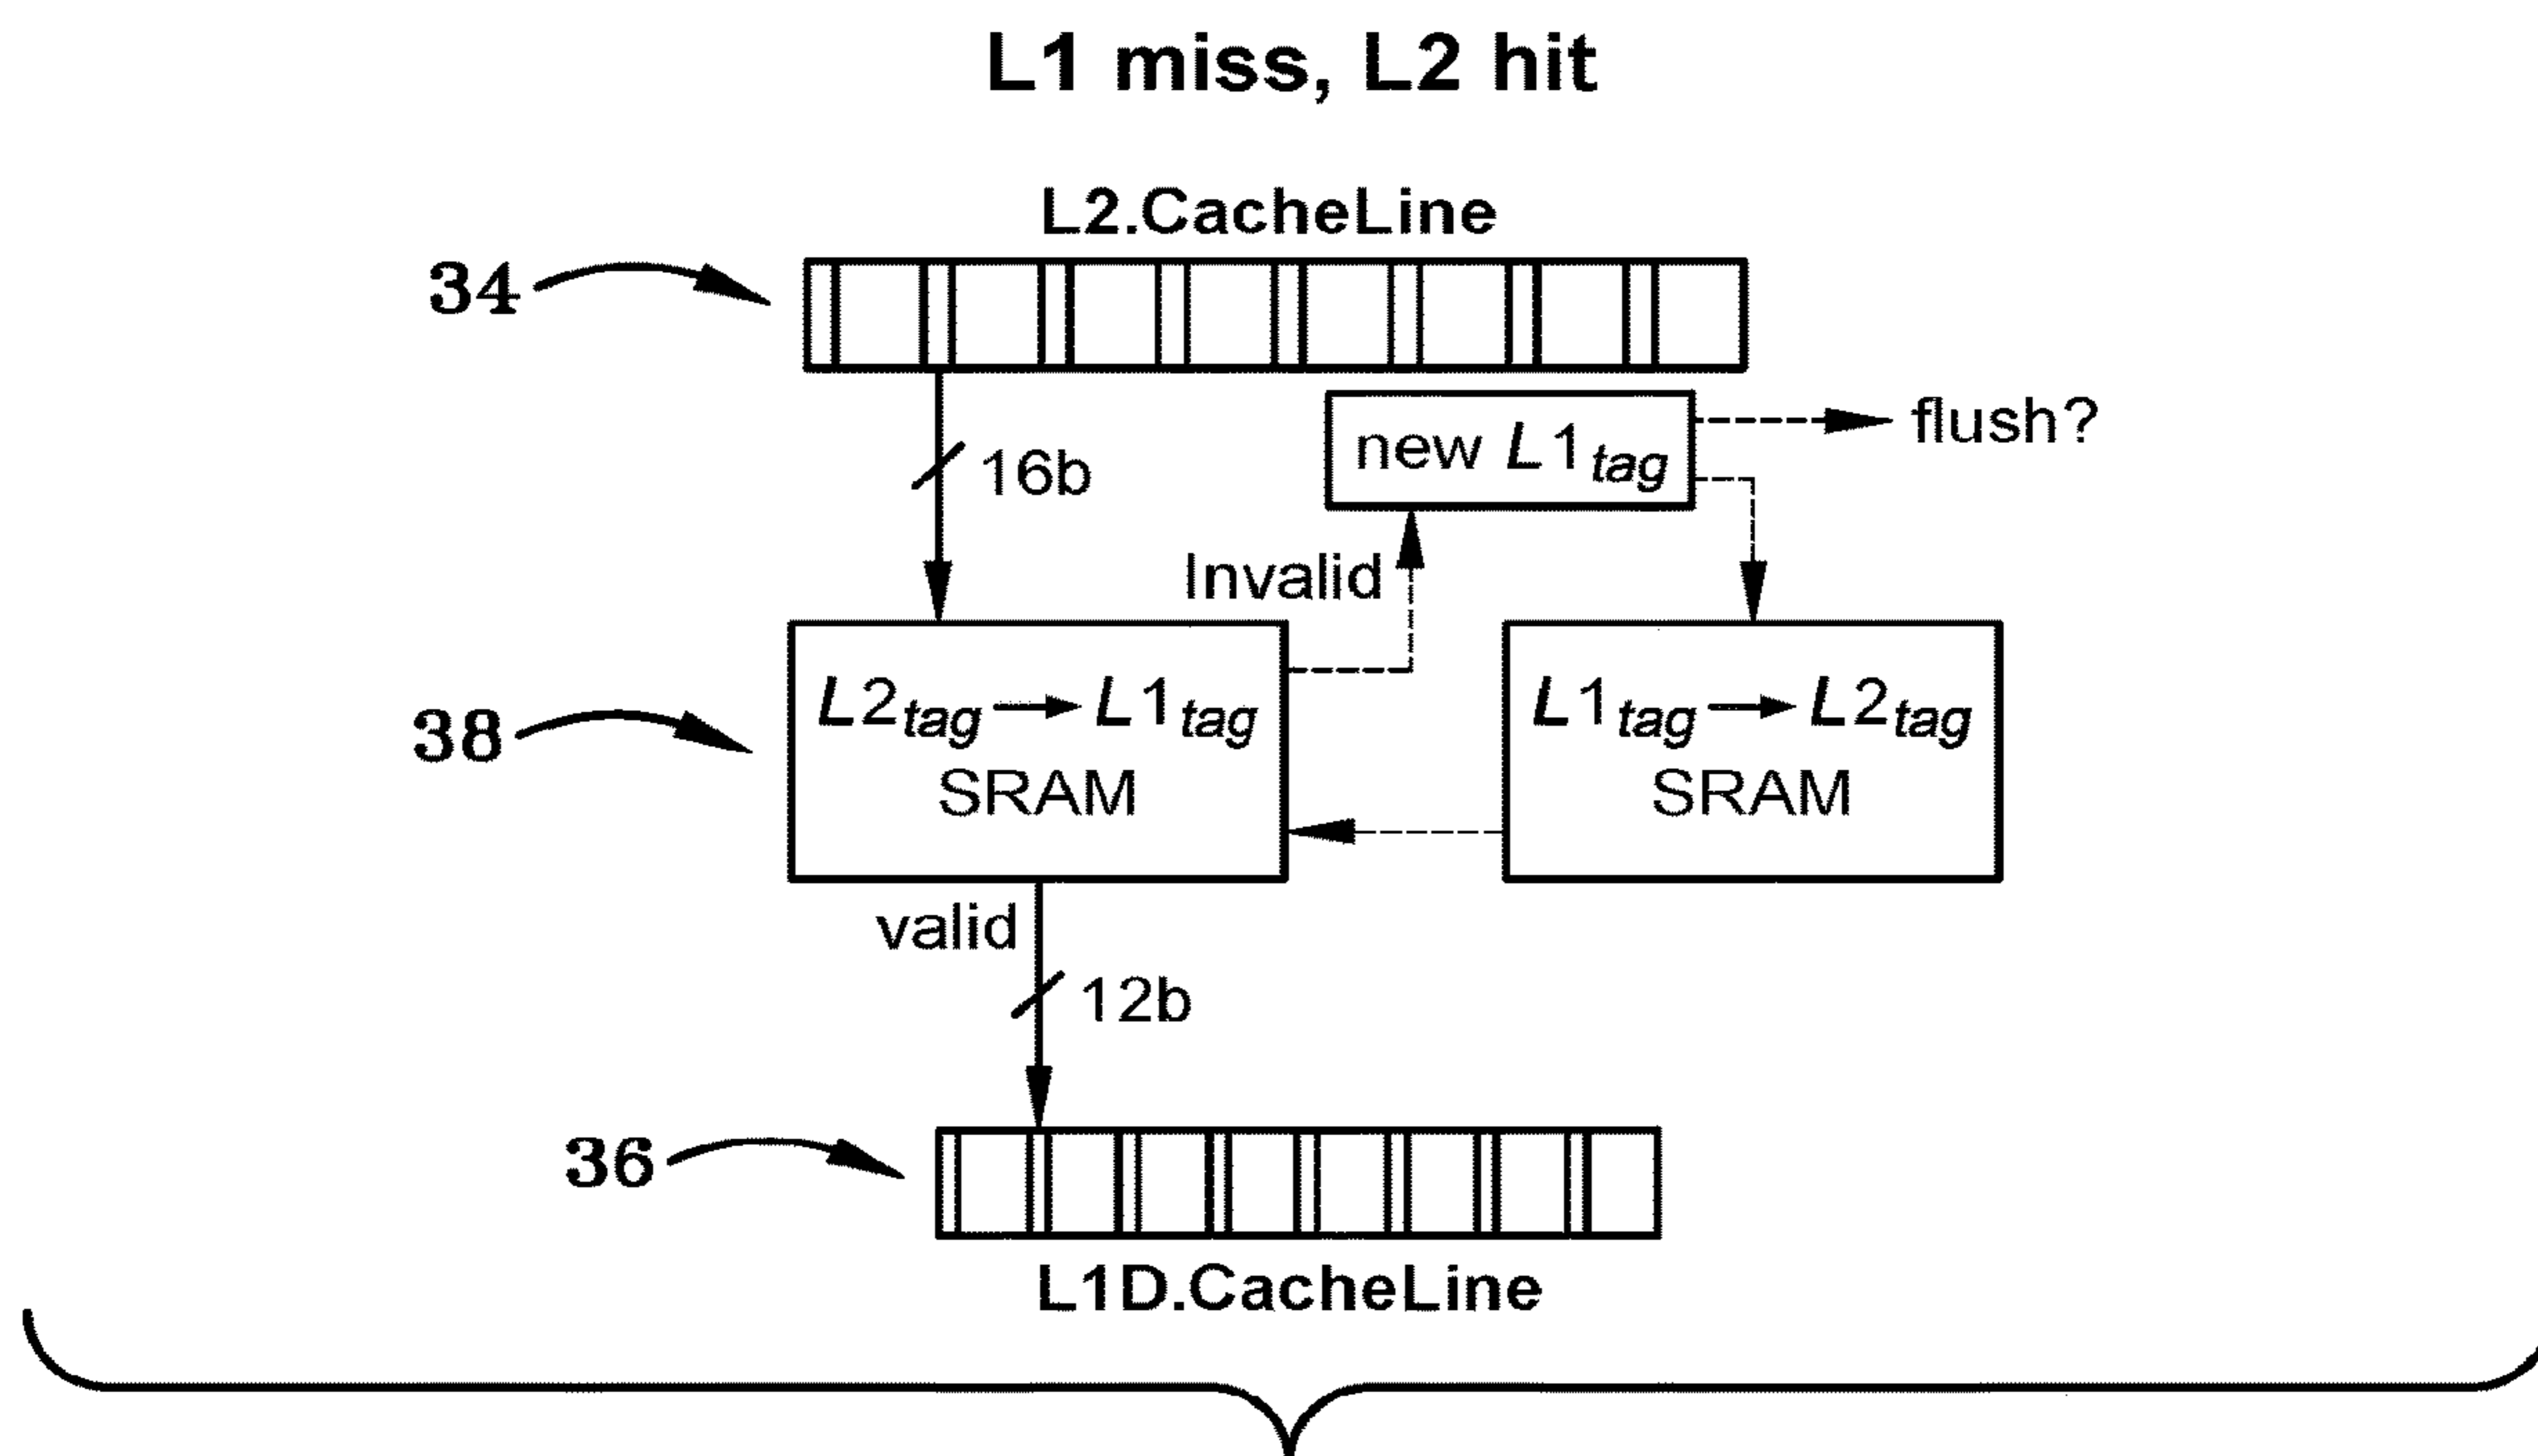 L1 miss, L2 hit
L2.CacheLine
34
16b
new L1tag
flush?
Invalid
38
L2tag → L1tag
SRAM
L1tag → L2tag
SRAM
valid
12b
36
L1D.CacheLine